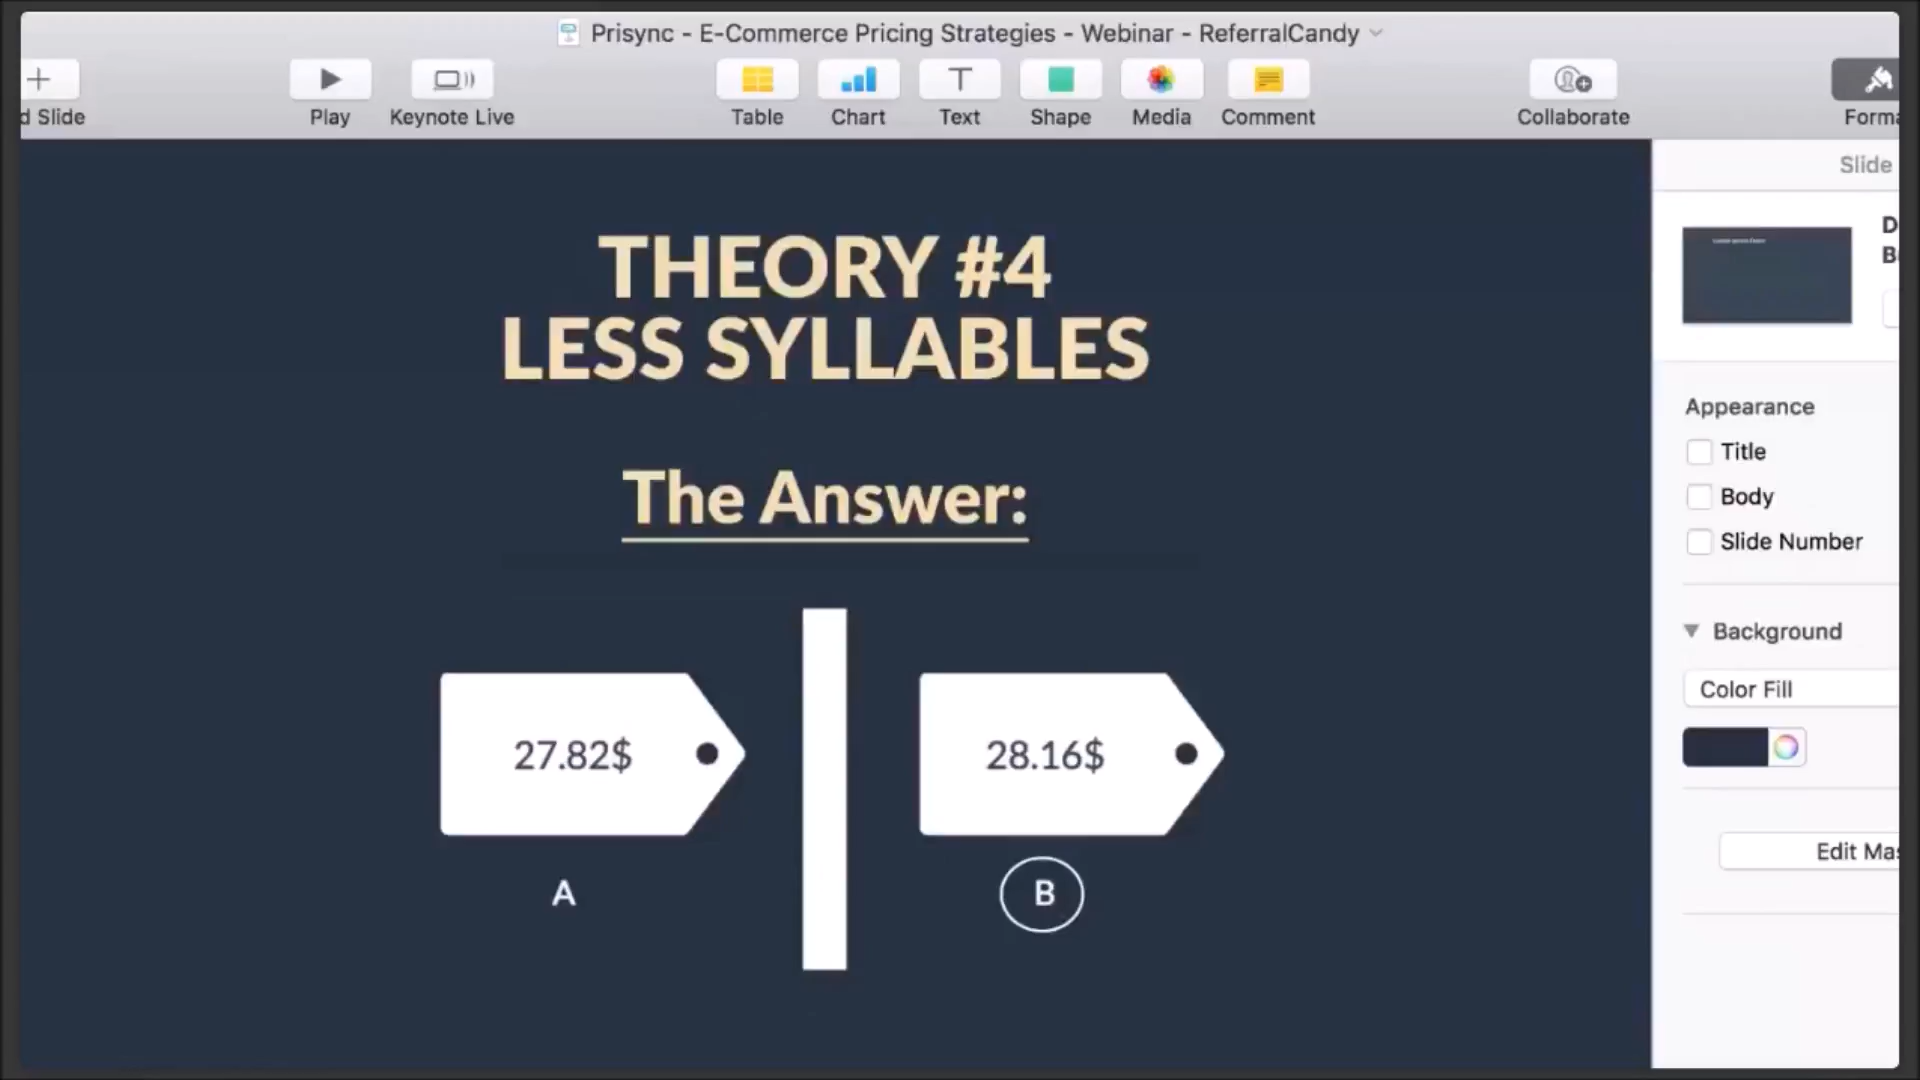 Prisync - E-Commerce Pricing Strategies - Webinar - ReferralCandy
d Slide
Play
Keynote Live
Table
Chart
Text
Shape
Media
Comment
Collaborate
Forma
Slide
THEORY #4
LESS SYLLABLES
The Answer:
27.82$
28.16$
A
B
D
B
Appearance
Title
Body
Slide Number
Background
Color Fill
Edit Mas